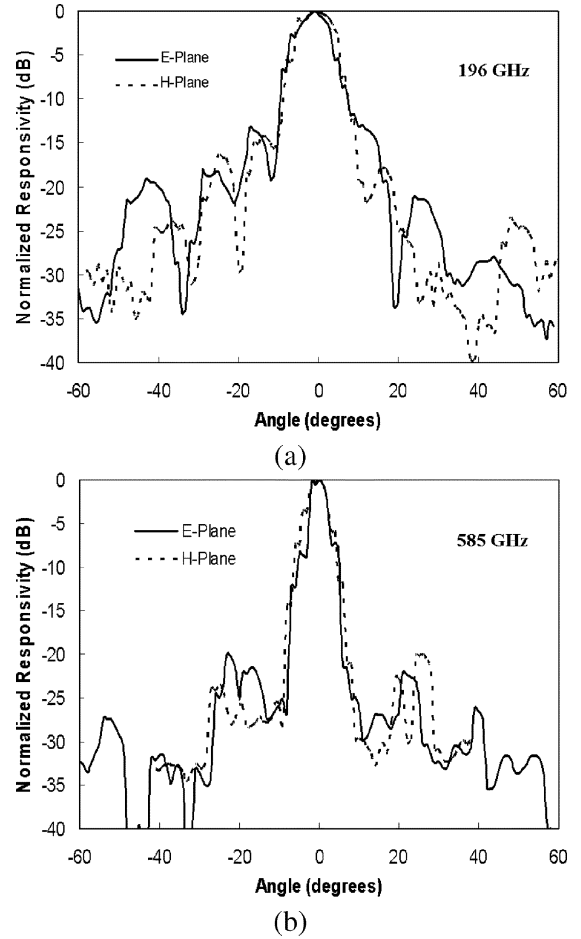 0
-5
-10
-15
-20
-25
-30
-35
-40
Normalized Responsivity (dB)
E-Plane
H-Plane
196 GHz
-60 -40 -20 0 20 40 60
Angle (degrees)
(a)
0
-5
-10
-15
-20
-25
-30
-35
-40
Normalized Responsivity (dB)
E-Plane
H-Plane
585 GHz
-60 -40 -20 0 20 40 60
Angle (degrees)
(b)